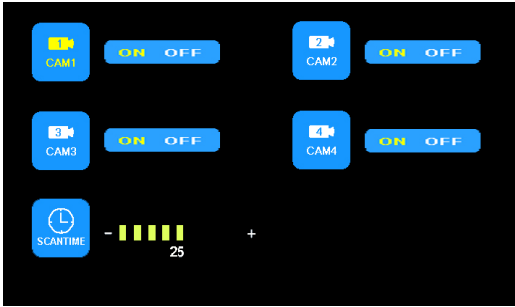 1
CAM1
ON OFF
2
CAM2
ON OFF
3
CAM3
ON OFF
4
CAM4
ON OFF
SCANTIME
- +
25